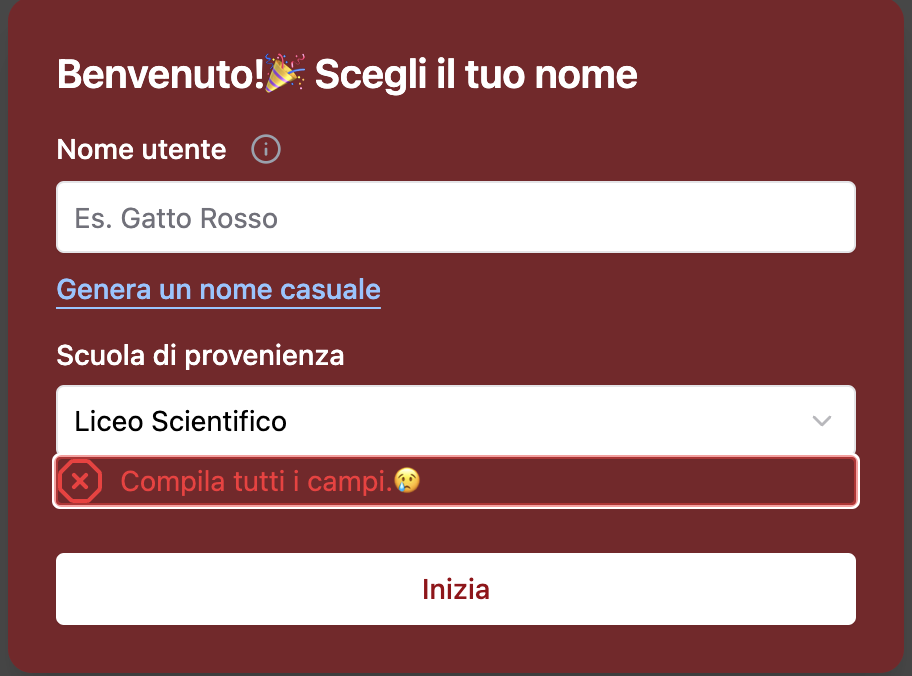 Benvenuto!🎉 Scegli il tuo nome
Nome utente
Es. Gatto Rosso
Genera un nome casuale
Scuola di provenienza
Liceo Scientifico
Compila tutti i campi.😢
Inizia